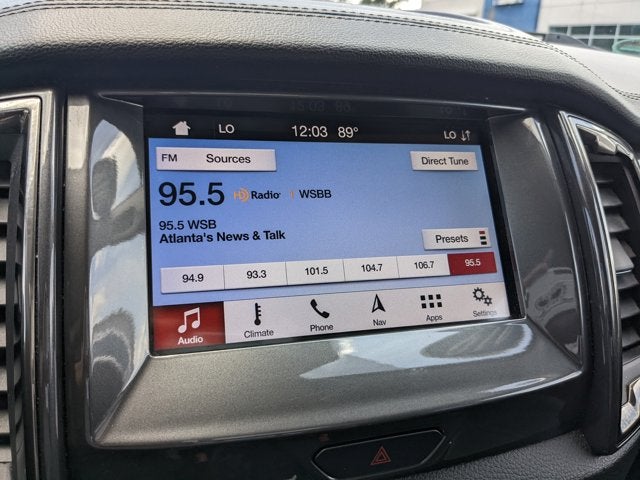 LO 12:03 89° LO
FM Sources Direct Tune
95.5 HD Radio WSBB
95.5 WSB
Atlanta's News & Talk
Presets
94.9 93.3 101.5 104.7 106.7 95.5
Audio Climate Phone Nav Apps Settings